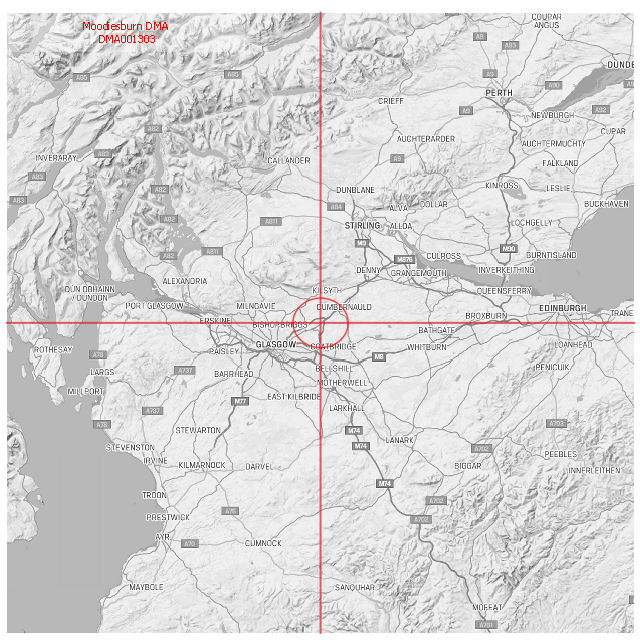 Moodiesburn DMA
DMA001303
COUPAR
ANGUS
A9
A93
DUNDE
A85
A85
A9
A90
PERTH
CRIEFF
A9
A92
NEWBURGH
A82
CUPAR
AUCHTERARDER
AUCHTERMUCHTY
INVERARAY
A83
CALLANDER
A9
FALKLAND
A83
A82
DUNBLANE
KINROSS
LESLIE
A83
A84
ALVA
DOLLAR
BUCKHAVEN
A82
A811
STIRLING
ALLOA
LOCHGELLY
A82
A811
M9
M876
CULROSS
M90
BURNTISLAND
DENNY
GRANGEMOUTH
INVERKEITHING
ALEXANDRIA
DÙN OBHAINN
/ DUNOON
KILSYTH
QUEENSFERRY
PORT GLASGOW
MILNGAVIE
CUMBERNAULD
EDINBURGH
BROXBURN
TRANE
ERSKINE
BISHOPBRIGGS
BATHGATE
ROTHESAY
PAISLEY
GLASGOW
COATBRIDGE
WHITBURN
LOANHEAD
A78
M8
LARGS
A737
BARRHEAD
BELLSHILL
PENICUIK
MILLPORT
MOTHERWELL
EAST KILBRIDE
A737
M77
LARKHALL
A78
A703
STEWARTON
M74
STEVENSTON
M74
LANARK
A702
IRVINE
PEEBLES
KILMARNOCK
DARVEL
BIGGAR
INNERLEITHEN
M74
TROON
A702
PRESTWICK
A76
A702
AYR
A70
CUMNOCK
MAYBOLE
SANQUHAR
MOFFAT
A701